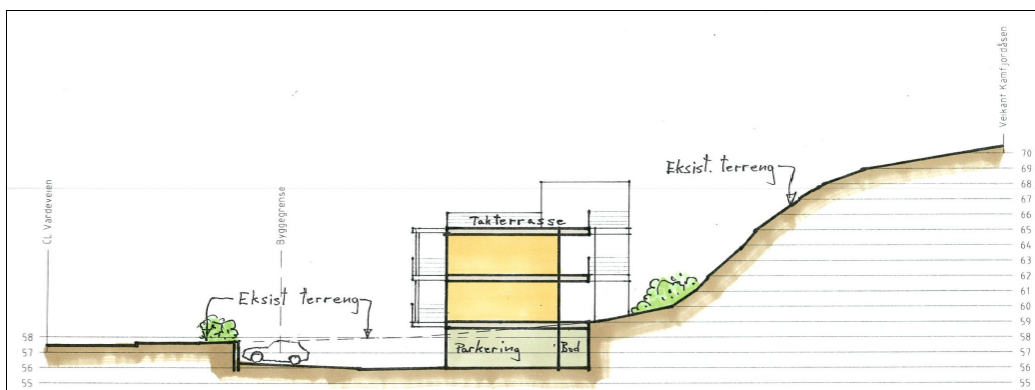 Veikant Kamfjordåsen
CL Vardeveien
Byggegrense
Eksist. terreng
Takterrasse
Eksist terreng
Parkering
Bod
70
69
68
67
66
65
64
63
62
61
60
59
58
57
56
55
58
57
56
55